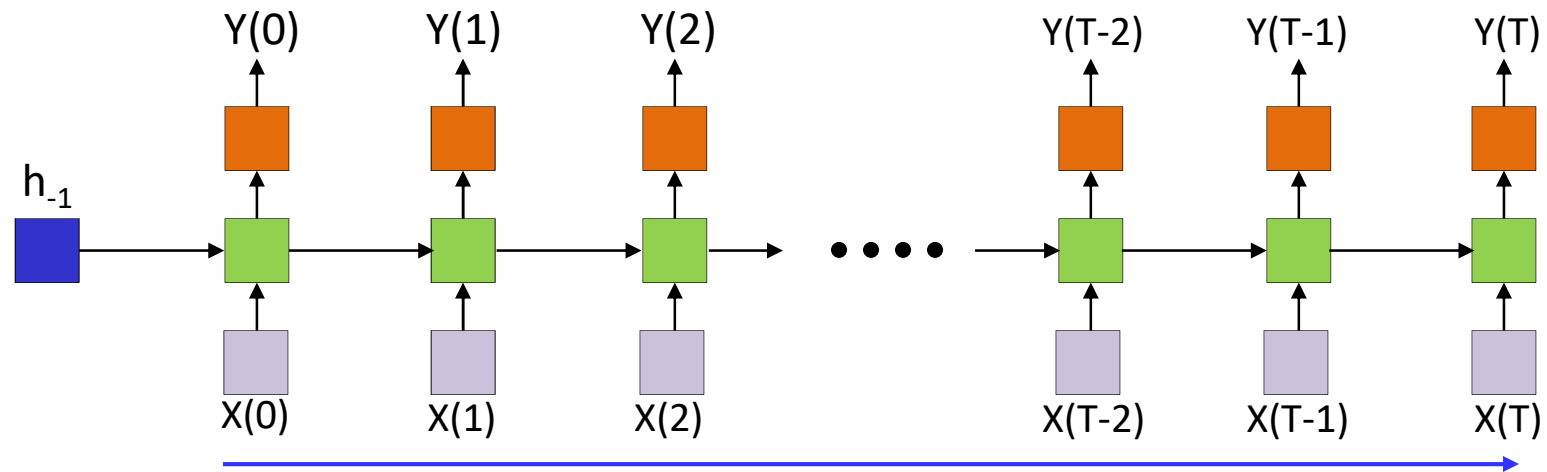 Y(0) Y(1) Y(2) Y(T-2) Y(T-1) Y(T)
h-1
X(0) X(1) X(2) X(T-2) X(T-1) X(T)